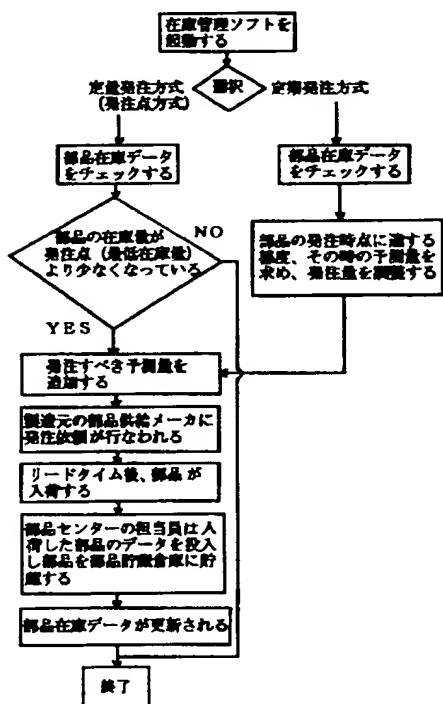 在庫管理ソフトを
起動する
選択
定量発注方式
(発注点方式)
定期発注方式
部品在庫データ
をチェックする
部品在庫データ
をチェックする
部品の在庫量が
発注点(最低在庫量)
より少なくなっている
NO
YES
部品の発注時点に達する
都度、その時の予測量を
求め、発注量を調整する
発注すべき予測量を
追加する
製造元の部品供給メーカに
発注依頼が行なわれる
リードタイム後、部品が
入荷する
部品センターの担当員は入
荷した部品のデータを投入
し部品を部品貯蔵倉庫に貯
蔵する
部品在庫データが更新される
終了